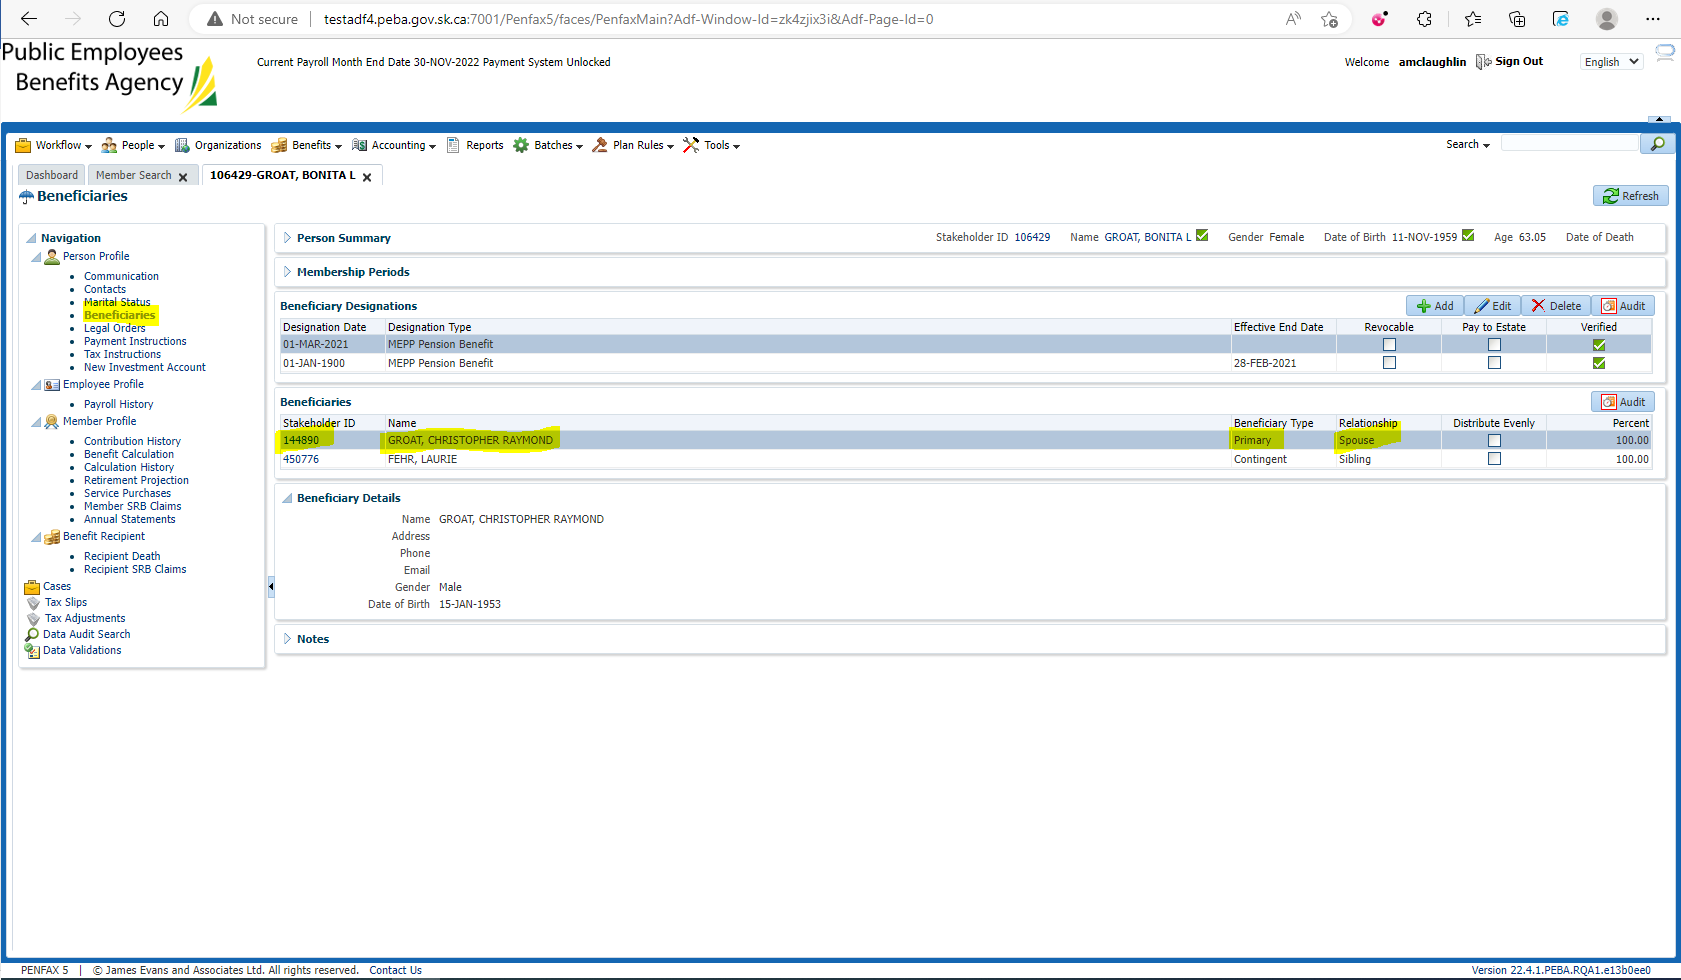 Not secure | testadf4.peba.gov.sk.ca:7001/Penfax5/faces/PenfaxMain?Adf-Window-Id=zk4zjix3i&Adf-Page-Id=0
Public Employees
Benefits Agency
Current Payroll Month End Date 30-NOV-2022 Payment System Unlocked
Welcome amclaughlin Sign Out English
Workflow People Organizations Benefits Accounting Reports Batches Plan Rules Tools Search
Dashboard Member Search 106429-GROAT, BONITA L
Beneficiaries Refresh
Navigation
Person Profile
Communication
Contacts
Marital Status
Beneficiaries
Legal Orders
Payment Instructions
Tax Instructions
New Investment Account
Employee Profile
Payroll History
Member Profile
Contribution History
Benefit Calculation
Calculation History
Retirement Projection
Service Purchases
Member SRB Claims
Annual Statements
Benefit Recipient
Recipient Death
Recipient SRB Claims
Cases
Tax Slips
Tax Adjustments
Data Audit Search
Data Validations
Person Summary Stakeholder ID 106429 Name GROAT, BONITA L Gender Female Date of Birth 11-NOV-1959 Age 63.05 Date of Death
Membership Periods
Beneficiary Designations Add Edit Delete Audit
Designation Date Designation Type Effective End Date Revocable Pay to Estate Verified
01-MAR-2021 MEPP Pension Benefit
01-JAN-1900 MEPP Pension Benefit 28-FEB-2021
Beneficiaries Audit
Stakeholder ID Name Beneficiary Type Relationship Distribute Evenly Percent
144890 GROAT, CHRISTOPHER RAYMOND Primary Spouse 100.00
450776 FEHR, LAURIE Contingent Sibling 100.00
Beneficiary Details
Name GROAT, CHRISTOPHER RAYMOND
Address
Phone
Email
Gender Male
Date of Birth 15-JAN-1953
Notes
PENFAX 5 | © James Evans and Associates Ltd. All rights reserved. Contact Us Version 22.4.1.PEBA.RQA1.e13b0ee0